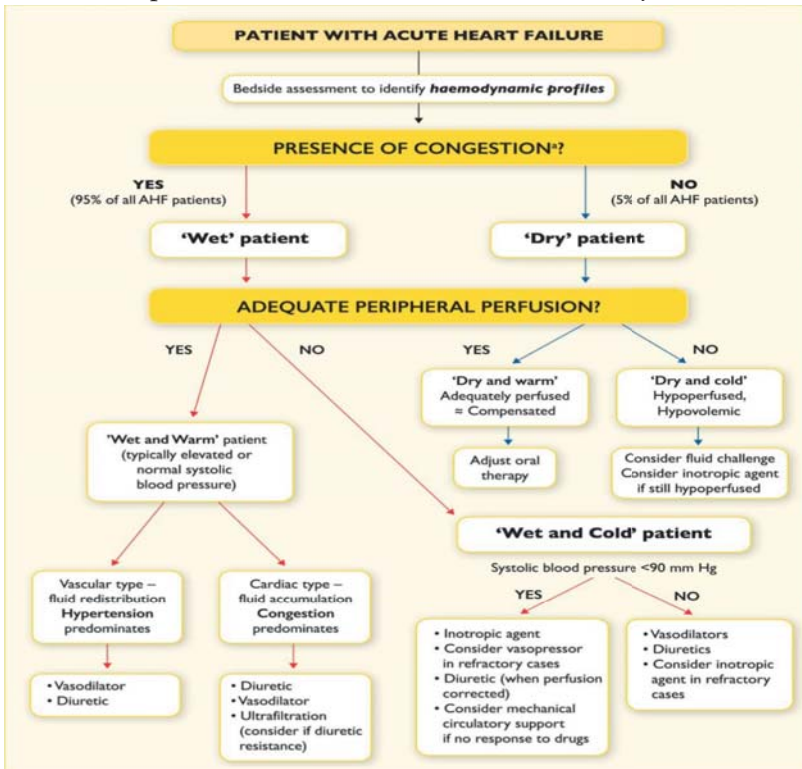 PATIENT WITH ACUTE HEART FAILURE
Bedside assessment to identify haemodynamic profiles
PRESENCE OF CONGESTIONª?
YES
(95% of all AHF patients)
NO
(5% of all AHF patients)
'Wet' patient
'Dry' patient
ADEQUATE PERIPHERAL PERFUSION?
YES
NO
YES
NO
'Dry and warm'
Adequately perfused
≈ Compensated
'Dry and cold'
Hypoperfused,
Hypovolemic
'Wet and Warm' patient
(typically elevated or
normal systolic
blood pressure)
Adjust oral
therapy
Consider fluid challenge
Consider inotropic agent
if still hypoperfused
'Wet and Cold' patient
Systolic blood pressure <90 mm Hg
YES
NO
Vascular type –
fluid redistribution
Hypertension
predominates
Cardiac type –
fluid accumulation
Congestion
predominates
• Vasodilator
• Diuretic
• Diuretic
• Vasodilator
• Ultrafiltration
(consider if diuretic
resistance)
• Inotropic agent
• Consider vasopressor
in refractory cases
• Diuretic (when perfusion
corrected)
• Consider mechanical
circulatory support
if no response to drugs
• Vasodilators
• Diuretics
• Consider inotropic
agent in refractory
cases